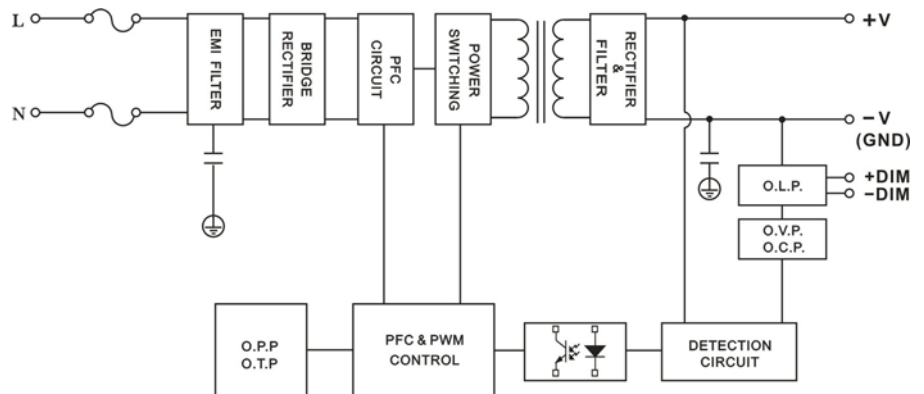 L
N
EMI FILTER
BRIDGE
RECTIFIER
PFC
CIRCUIT
POWER
SWITCHING
RECTIFIER
&
FILTER
+V
−V
(GND)
+DIM
−DIM
O.L.P.
O.V.P.
O.C.P.
O.P.P
O.T.P
PFC & PWM
CONTROL
DETECTION
CIRCUIT